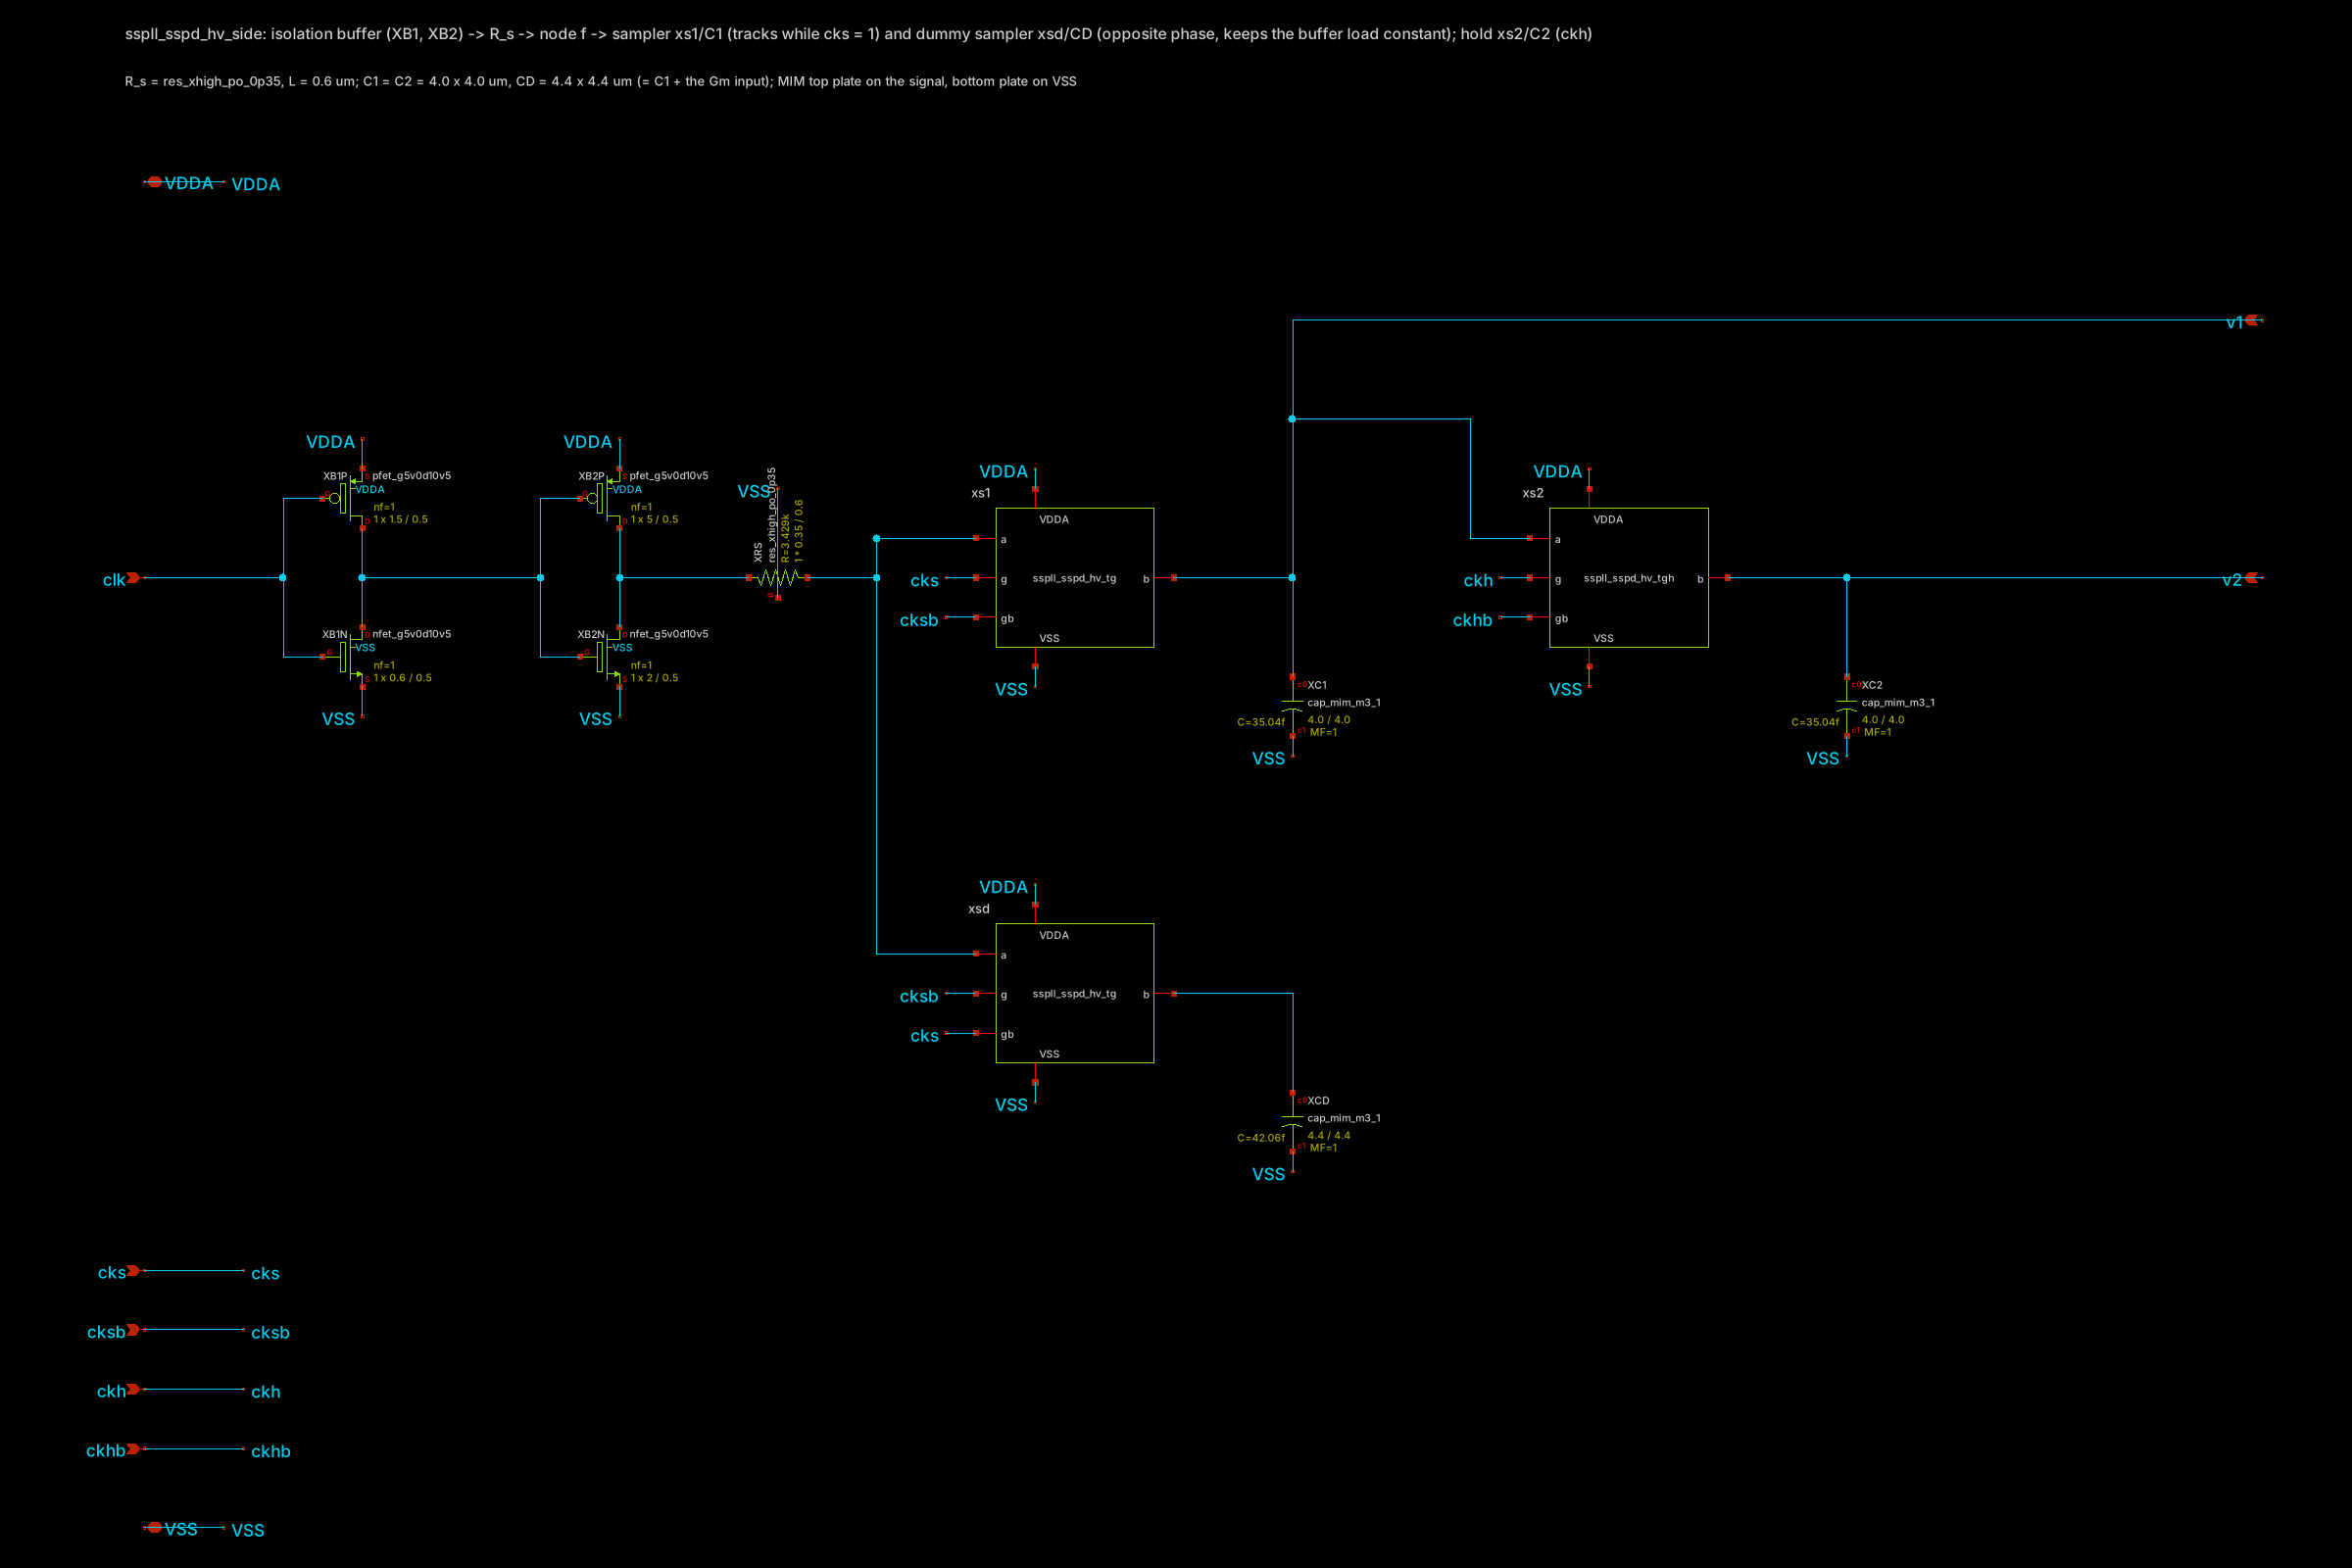 sspll_sspd_hv_side: isolation buffer (XB1, XB2) -> R_s -> node f -> sampler xs1/C1 (tracks while cks = 1) and dummy sampler xsd/CD (opposite phase, keeps the buffer load constant); hold xs2/C2 (ckh)
R_s = res_xhigh_po_0p35, L = 0.6 um; C1 = C2 = 4.0 x 4.0 um, CD = 4.4 x 4.4 um (= C1 + the Gm input); MIM top plate on the signal, bottom plate on VSS
VDDA VDDA
v1
VDDA
XB1P
S
pfet_g5v0d10v5
VDDA
G
nf=1
1 x 1.5 / 0.5
D
VDDA
XB2P
S
pfet_g5v0d10v5
VDDA
G
nf=1
1 x 5 / 0.5
D
VSS
XRS
res_xhigh_po_0p35
R=3.429k
1 * 0.35 / 0.6
B
clk
XB1N
D
nfet_g5v0d10v5
VSS
G
nf=1
1 x 0.6 / 0.5
S
VSS
XB2N
D
nfet_g5v0d10v5
VSS
G
nf=1
1 x 2 / 0.5
S
VSS
VDDA
xs1
VDDA
a
cks
g
sspll_sspd_hv_tg
b
cksb
gb
VSS
VSS
VDDA
xs2
VDDA
a
ckh
g
sspll_sspd_hv_tgh
b
ckhb
gb
VSS
VSS
v2
c0
XC1
cap_mim_m3_1
C=35.04f
4.0 / 4.0
c1
MF=1
VSS
c0
XC2
cap_mim_m3_1
C=35.04f
4.0 / 4.0
c1
MF=1
VSS
VDDA
xsd
VDDA
a
cksb
g
sspll_sspd_hv_tg
b
cks
gb
VSS
VSS
c0
XCD
cap_mim_m3_1
C=42.06f
4.4 / 4.4
c1
MF=1
VSS
cks cks
cksb cksb
ckh ckh
ckhb ckhb
VSS VSS